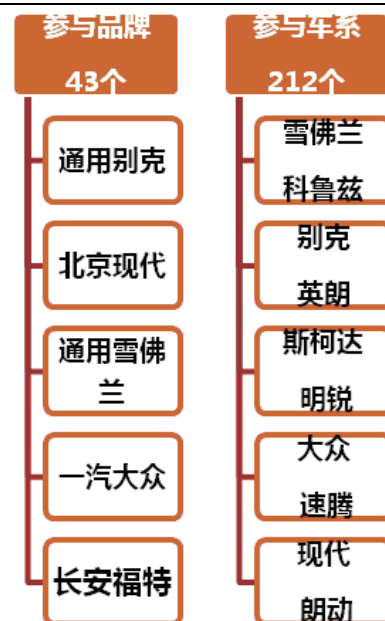 参与品牌
43个
通用别克
北京现代
通用雪佛
兰
一汽大众
长安福特
参与车系
212个
雪佛兰
科鲁兹
别克
英朗
斯柯达
明锐
大众
速腾
现代
朗动